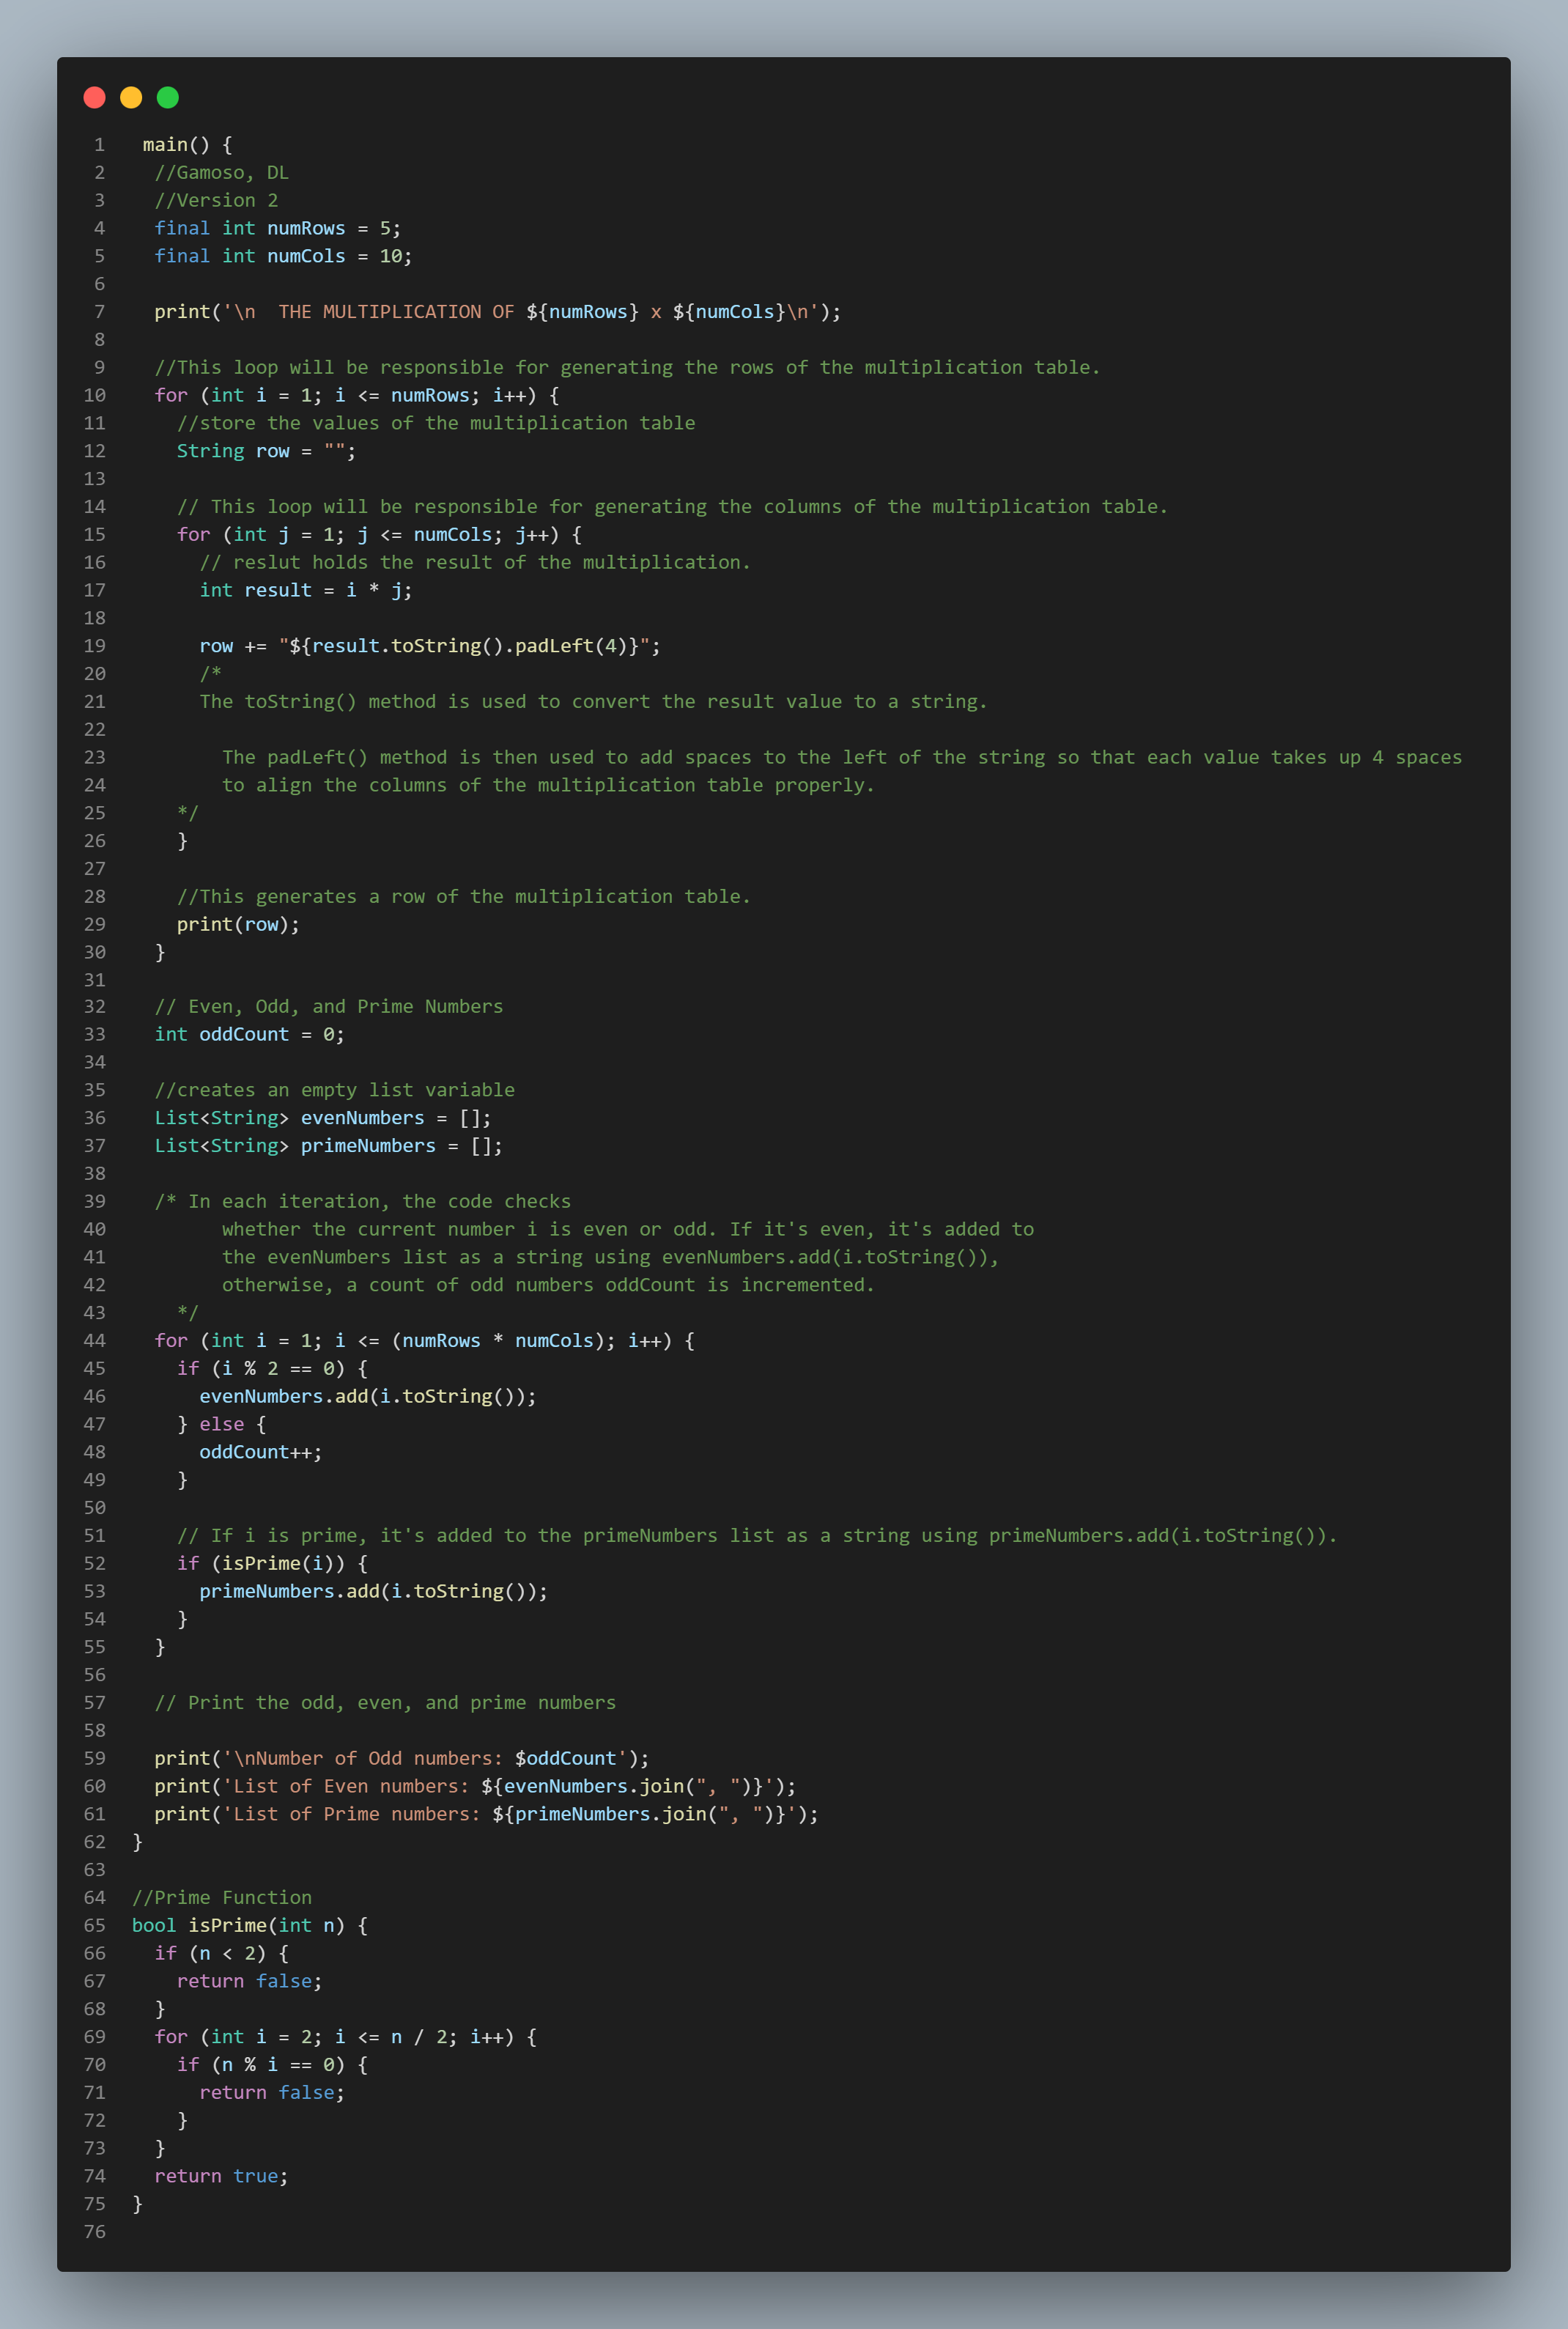 1 main() {
2 //Gamoso, DL
3 //Version 2
4 final int numRows = 5;
5 final int numCols = 10;
6
7 print('\n  THE MULTIPLICATION OF ${numRows} x ${numCols}\n');
8
9 //This loop will be responsible for generating the rows of the multiplication table.
10 for (int i = 1; i <= numRows; i++) {
11 //store the values of the multiplication table
12 String row = "";
13
14 // This loop will be responsible for generating the columns of the multiplication table.
15 for (int j = 1; j <= numCols; j++) {
16 // reslut holds the result of the multiplication.
17 int result = i * j;
18
19 row += "${result.toString().padLeft(4)}";
20 /*
21 The toString() method is used to convert the result value to a string.
22
23 The padLeft() method is then used to add spaces to the left of the string so that each value takes up 4 spaces
24 to align the columns of the multiplication table properly.
25 */
26 }
27
28 //This generates a row of the multiplication table.
29 print(row);
30 }
31
32 // Even, Odd, and Prime Numbers
33 int oddCount = 0;
34
35 //creates an empty list variable
36 List<String> evenNumbers = [];
37 List<String> primeNumbers = [];
38
39 /* In each iteration, the code checks
40 whether the current number i is even or odd. If it's even, it's added to
41 the evenNumbers list as a string using evenNumbers.add(i.toString()),
42 otherwise, a count of odd numbers oddCount is incremented.
43 */
44 for (int i = 1; i <= (numRows * numCols); i++) {
45 if (i % 2 == 0) {
46 evenNumbers.add(i.toString());
47 } else {
48 oddCount++;
49 }
50
51 // If i is prime, it's added to the primeNumbers list as a string using primeNumbers.add(i.toString()).
52 if (isPrime(i)) {
53 primeNumbers.add(i.toString());
54 }
55 }
56
57 // Print the odd, even, and prime numbers
58
59 print('\nNumber of Odd numbers: $oddCount');
60 print('List of Even numbers: ${evenNumbers.join(", ")}');
61 print('List of Prime numbers: ${primeNumbers.join(", ")}');
62 }
63
64 //Prime Function
65 bool isPrime(int n) {
66 if (n < 2) {
67 return false;
68 }
69 for (int i = 2; i <= n / 2; i++) {
70 if (n % i == 0) {
71 return false;
72 }
73 }
74 return true;
75 }
76